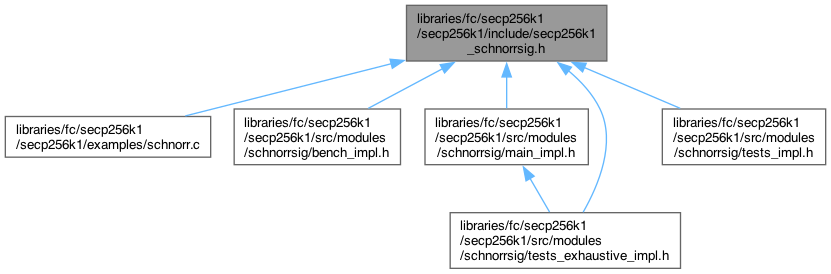 libraries/fc/secp256k1
/secp256k1/include/secp256k1
_schnorrsig.h
libraries/fc/secp256k1
/secp256k1/examples/schnorr.c
libraries/fc/secp256k1
/secp256k1/src/modules
/schnorrsig/bench_impl.h
libraries/fc/secp256k1
/secp256k1/src/modules
/schnorrsig/main_impl.h
libraries/fc/secp256k1
/secp256k1/src/modules
/schnorrsig/tests_impl.h
libraries/fc/secp256k1
/secp256k1/src/modules
/schnorrsig/tests_exhaustive_impl.h